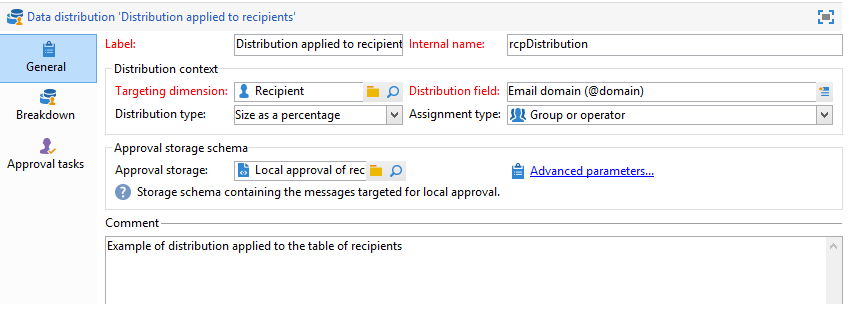 Data distribution 'Distribution applied to recipients'
General
Breakdown
Approval tasks
Label: Distribution applied to recipient Internal name: rcpDistribution
Distribution context
Targeting dimension: Recipient Distribution field: Email domain (@domain)
Distribution type: Size as a percentage Assignment type: Group or operator
Approval storage schema
Approval storage: Local approval of rec Advanced parameters...
? Storage schema containing the messages targeted for local approval.
Comment
Example of distribution applied to the table of recipients